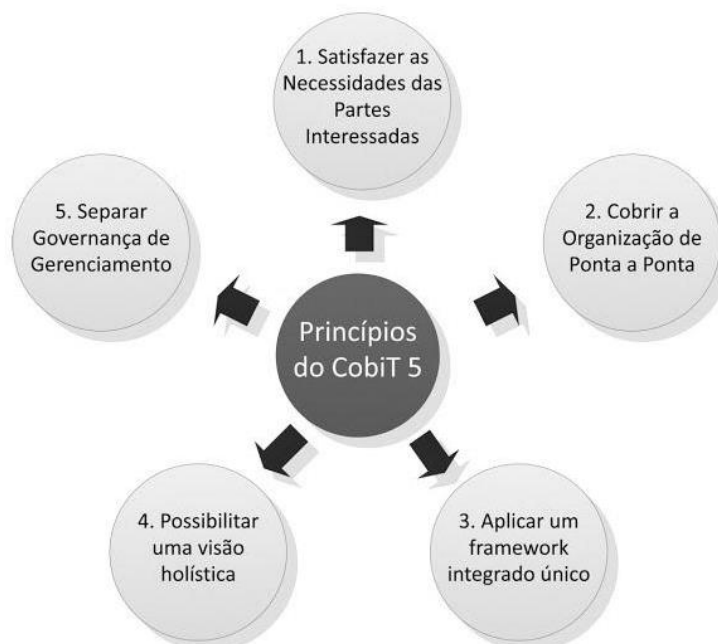 1. Satisfazer as
Necessidades das
Partes
Interessadas
5. Separar
Governança de
Gerenciamento
2. Cobrir a
Organização de
Ponta a Ponta
Princípios
do CobiT 5
4. Possibilitar
uma visão
holística
3. Aplicar um
framework
integrado único